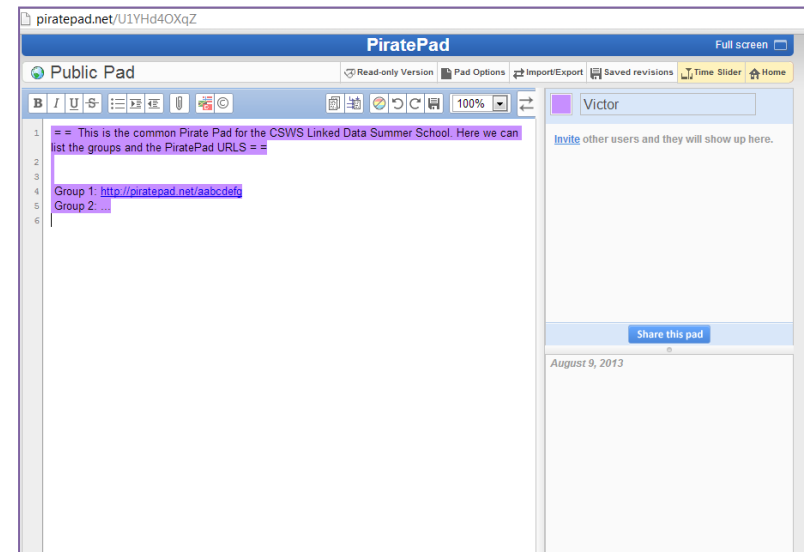 piratepad.net/U1YHd4OXqZ
PiratePad
Full screen
Public Pad
Read-only Version Pad Options Import/Export Saved revisions Time Slider Home
B I U S 100%
Victor
1 = = This is the common Pirate Pad for the CSWS Linked Data Summer School. Here we can
list the groups and the PiratePad URLS = =
2
3
4 Group 1: http://piratepad.net/aabcdefg
5 Group 2: ...
6
Invite other users and they will show up here.
Share this pad
August 9, 2013